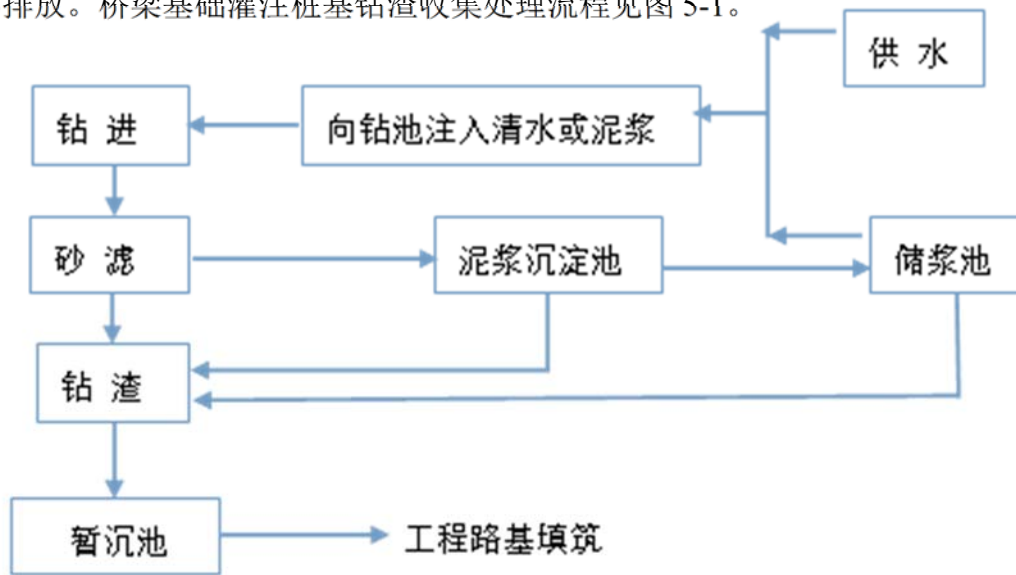 排放。桥梁基础灌注桩基钻渣收集处理流程见图 5-1。
供 水
钻 进
向钻池注入清水或泥浆
砂 滤
泥浆沉淀池
储浆池
钻 渣
暂沉池
工程路基填筑